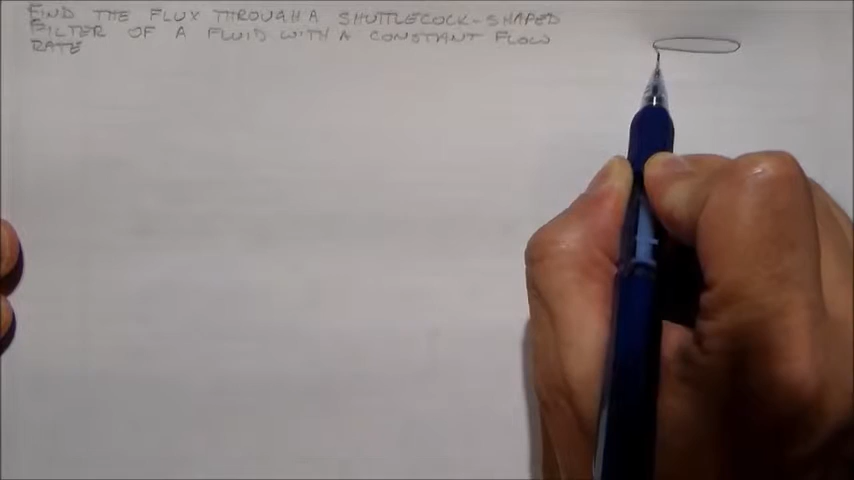 FIND THE FLUX THROUGH A SHUTTLECOCK-SHAPED
FILTER OF A FLUID WITH A CONSTANT FLOW
RATE